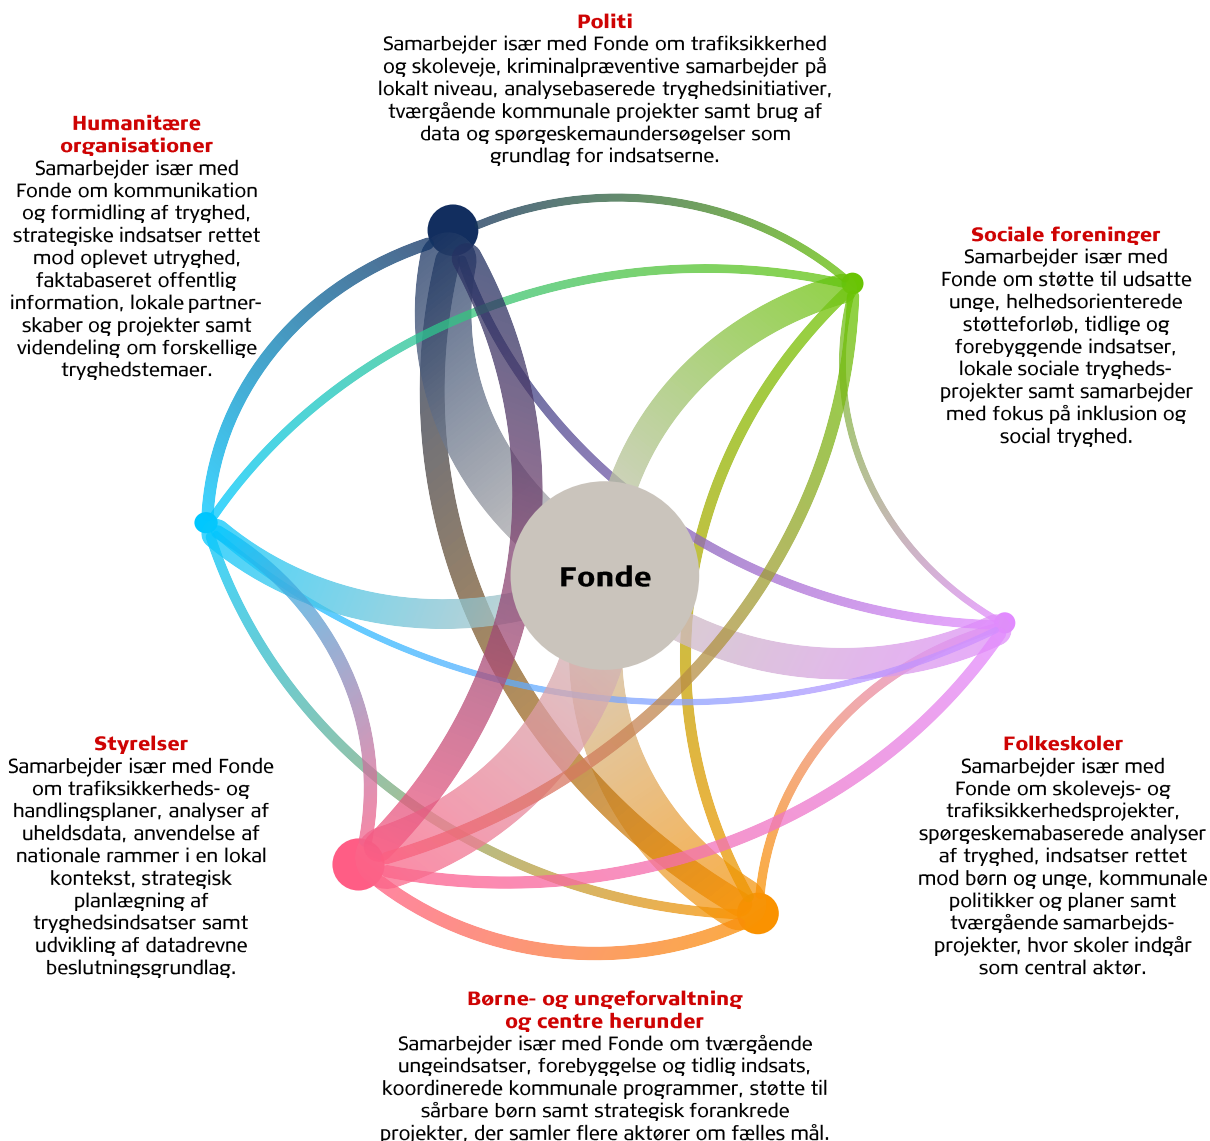 Politi
Samarbejder især med Fonde om trafiksikkerhed
og skoleveje, kriminalpræventive samarbejder på
lokalt niveau, analysebaserede tryghedsinitiativer,
tværgående kommunale projekter samt brug af
data og spørgeskemaundersøgelser som
grundlag for indsatserne.
Humanitære
organisationer
Samarbejder især med
Fonde om kommunikation
og formidling af tryghed,
strategiske indsatser rettet
mod oplevet utryghed,
faktabaseret offentlig
information, lokale partner-
skaber og projekter samt
videndeling om forskellige
tryghedstemaer.
Sociale foreninger
Samarbejder især med
Fonde om støtte til udsatte
unge, helhedsorienterede
støtteforløb, tidlige og
forebyggende indsatser,
lokale sociale trygheds-
projekter samt samarbejder
med fokus på inklusion og
social tryghed.
Fonde
Styrelser
Samarbejder især med Fonde
om trafiksikkerheds- og
handlingsplaner, analyser af
uheldsdata, anvendelse af
nationale rammer i en lokal
kontekst, strategisk
planlægning af
tryghedsindsatser samt
udvikling af datadrevne
beslutningsgrundlag.
Folkeskoler
Samarbejder især med
Fonde om skolevejs- og
trafiksikkerhedsprojekter,
spørgeskemabaserede analyser
af tryghed, indsatser rettet
mod børn og unge, kommunale
politikker og planer samt
tværgående samarbejds-
projekter, hvor skoler indgår
som central aktør.
Børne- og ungeforvaltning
og centre herunder
Samarbejder især med Fonde om tværgående
ungeindsatser, forebyggelse og tidlig indsats,
koordinerede kommunale programmer, støtte til
sårbare børn samt strategisk forankrede
projekter, der samler flere aktører om fælles mål.